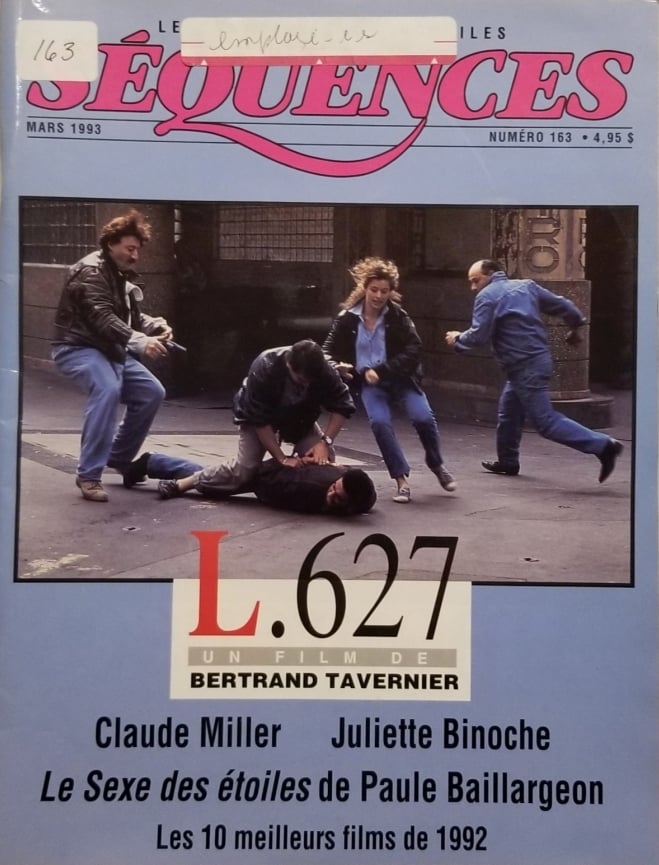 LE ILES
163
SÉQUENCES
MARS 1993
NUMÉRO 163 • 4,95 $
L.627
UN FILM DE
BERTRAND TAVERNIER
Claude Miller Juliette Binoche
Le Sexe des étoiles de Paule Baillargeon
Les 10 meilleurs films de 1992